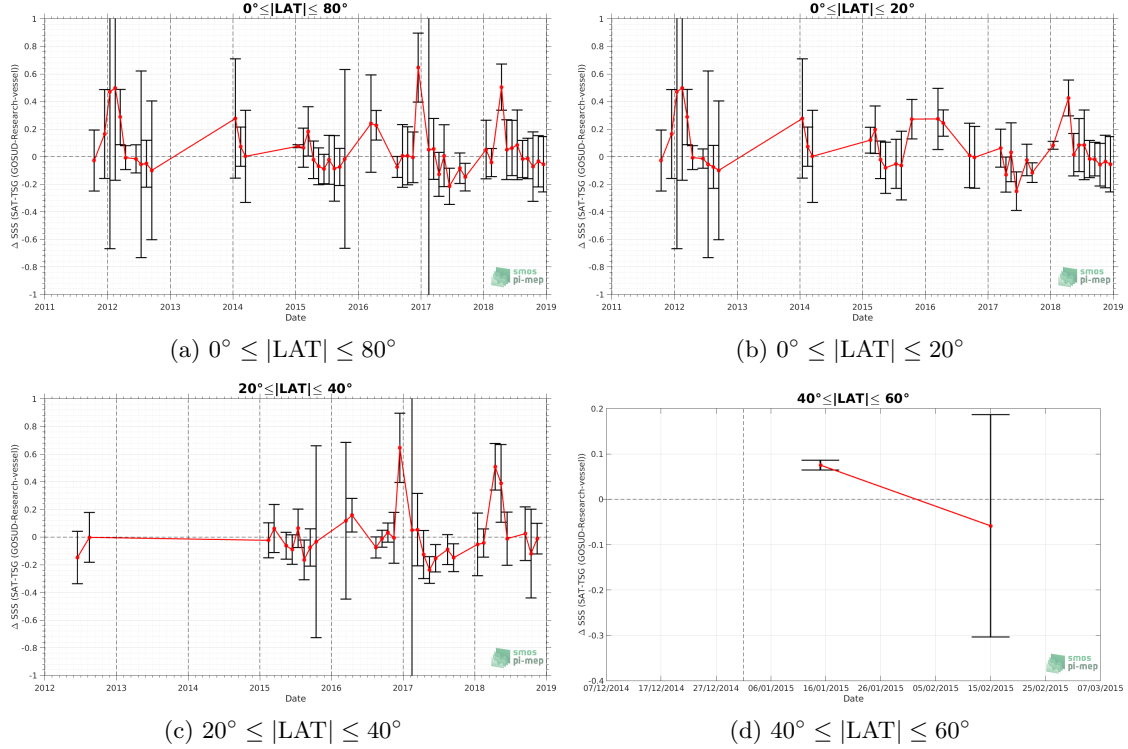 0°≤|LAT|≤ 80°
Δ SSS (SAT-TSG (GOSUD-Research-vessel))
1
0.8
0.6
0.4
0.2
0
-0.2
-0.4
-0.6
-0.8
-1
2011 2012 2013 2014 2015 2016 2017 2018 2019
Date
smos
pi-mep
(a) 0° ≤ |LAT| ≤ 80°
0°≤|LAT|≤ 20°
Δ SSS (SAT-TSG (GOSUD-Research-vessel))
1
0.8
0.6
0.4
0.2
0
-0.2
-0.4
-0.6
-0.8
-1
2011 2012 2013 2014 2015 2016 2017 2018 2019
Date
smos
pi-mep
(b) 0° ≤ |LAT| ≤ 20°
20°≤|LAT|≤ 40°
Δ SSS (SAT-TSG (GOSUD-Research-vessel))
1
0.8
0.6
0.4
0.2
0
-0.2
-0.4
-0.6
-0.8
-1
2012 2013 2014 2015 2016 2017 2018 2019
Date
smos
pi-mep
(c) 20° ≤ |LAT| ≤ 40°
40°≤|LAT|≤ 60°
Δ SSS (SAT-TSG (GOSUD-Research-vessel))
0.2
0.1
0
-0.1
-0.2
-0.3
-0.4
07/12/2014 17/12/2014 27/12/2014 06/01/2015 16/01/2015 26/01/2015 05/02/2015 15/02/2015 25/02/2015 07/03/2015
Date
smos
pi-mep
(d) 40° ≤ |LAT| ≤ 60°